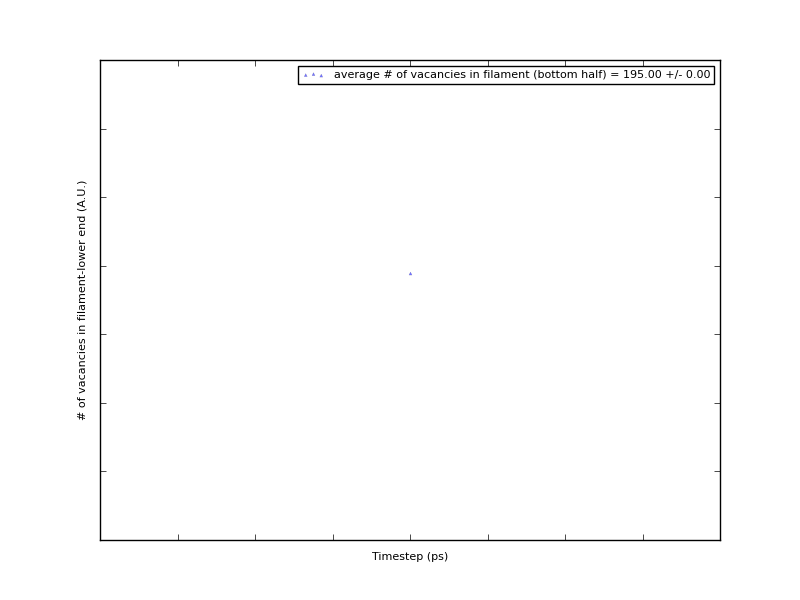 average # of vacancies in filament (bottom half) = 195.00 +/- 0.00
# of vacancies in filament-lower end (A.U.)
Timestep (ps)